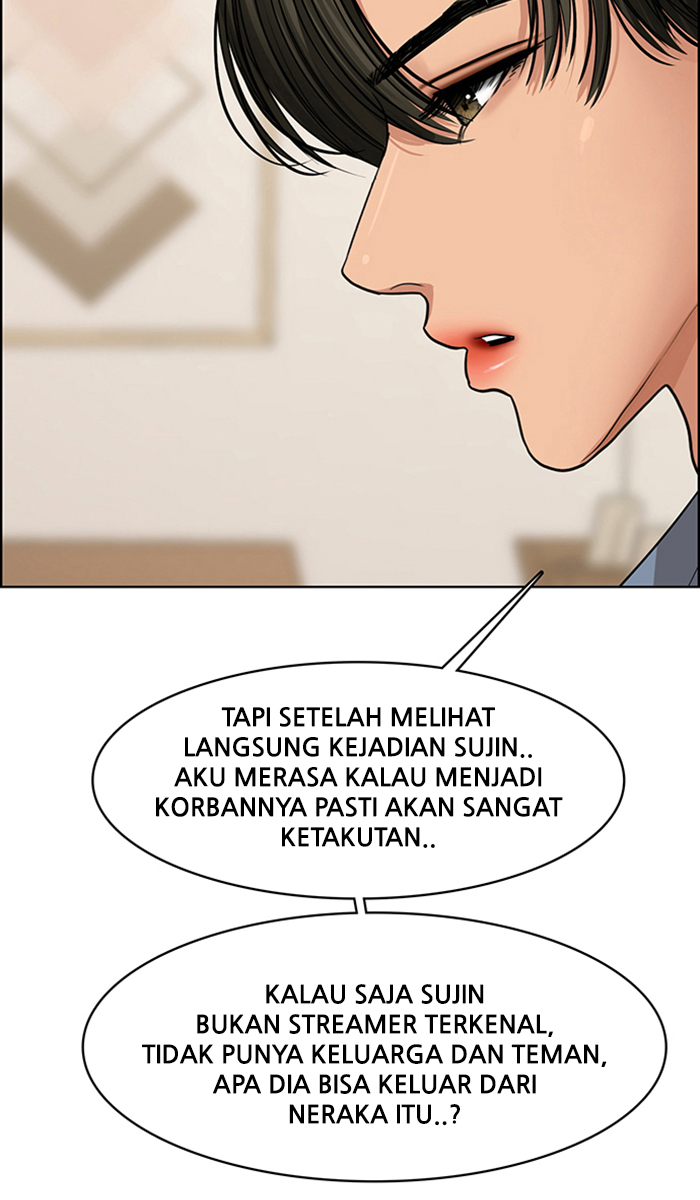 TAPI SETELAH MELIHAT
LANGSUNG KEJADIAN SUJIN..
AKU MERASA KALAU MENJADI
KORBANNYA PASTI AKAN SANGAT
KETAKUTAN..
KALAU SAJA SUJIN
BUKAN STREAMER TERKENAL,
TIDAK PUNYA KELUARGA DAN TEMAN,
APA DIA BISA KELUAR DARI
NERAKA ITU..?